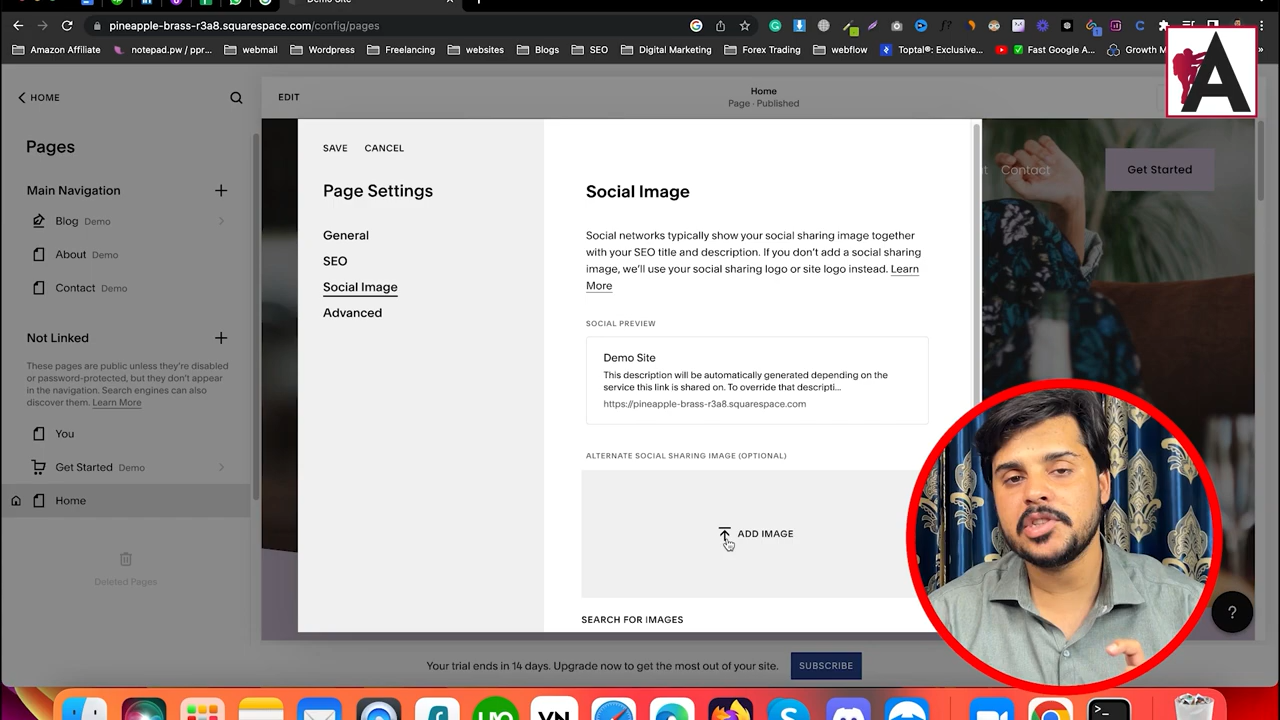 Demo Site
pineapple-brass-r3a8.squarespace.com/config/pages
Amazon Affiliate
notepad.pw / ppr...
webmail
Wordpress
Freelancing
websites
Blogs
SEO
Digital Marketing
Forex Trading
webflow
Toptal®: Exclusive...
Fast Google A...
Growth
A
HOME
EDIT
Home
Page · Published
Pages
Main Navigation
Blog Demo
About Demo
Contact Demo
Not Linked
These pages are public unless they're disabled
or password-protected, but they don't appear
in the navigation. Search engines can also
discover them. Learn More
You
Get Started Demo
Home
Deleted Pages
SAVE CANCEL
Page Settings
General
SEO
Social Image
Advanced
Social Image
Social networks typically show your social sharing image together
with your SEO title and description. If you don't add a social sharing
image, we'll use your social sharing logo or site logo instead. Learn
More
SOCIAL PREVIEW
Demo Site
This description will be automatically generated depending on the
service this link is shared on. To override that descripti...
https://pineapple-brass-r3a8.squarespace.com
ALTERNATE SOCIAL SHARING IMAGE (OPTIONAL)
ADD IMAGE
SEARCH FOR IMAGES
Contact
Get Started
?
Your trial ends in 14 days. Upgrade now to get the most out of your site.
SUBSCRIBE